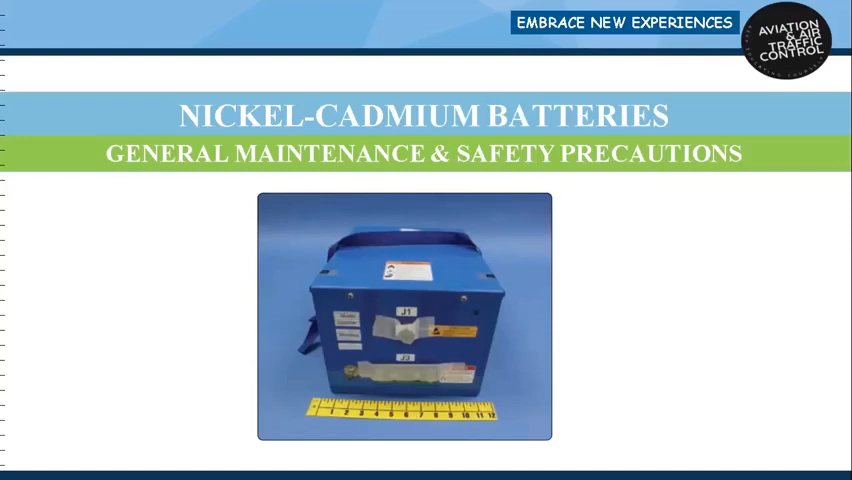 EMBRACE NEW EXPERIENCES
AVIATION
& AIR
TRAFFIC
CONTROL
NICKEL-CADMIUM BATTERIES
GENERAL MAINTENANCE & SAFETY PRECAUTIONS
J1
J3
1 2 3 4 5 6 7 8 9 10 11 12